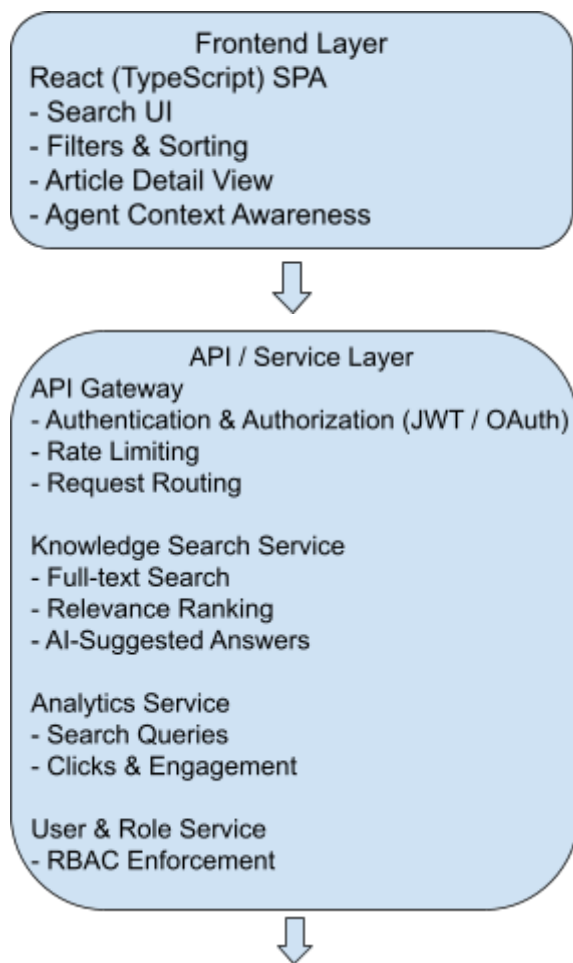 Frontend Layer
React (TypeScript) SPA
- Search UI
- Filters & Sorting
- Article Detail View
- Agent Context Awareness
API / Service Layer
API Gateway
- Authentication & Authorization (JWT / OAuth)
- Rate Limiting
- Request Routing
Knowledge Search Service
- Full-text Search
- Relevance Ranking
- AI-Suggested Answers
Analytics Service
- Search Queries
- Clicks & Engagement
User & Role Service
- RBAC Enforcement